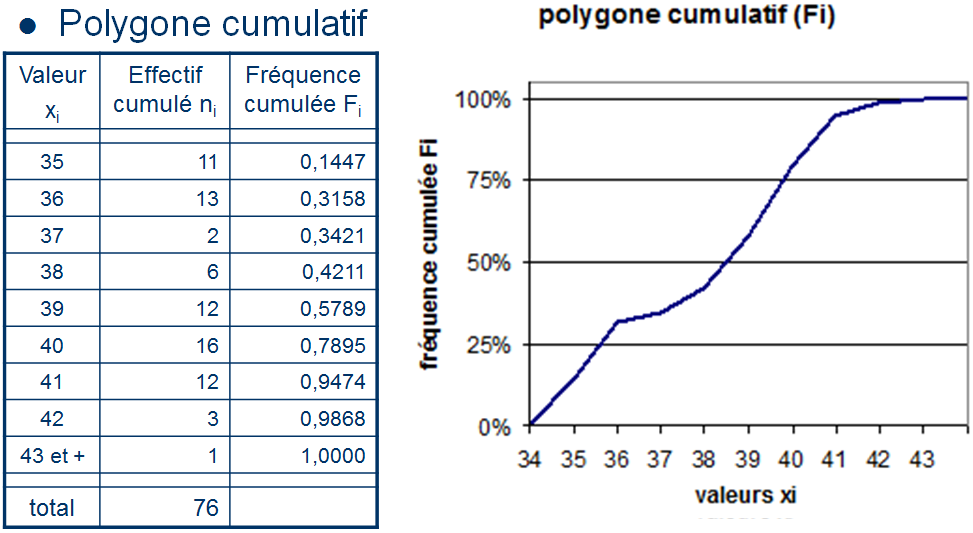 ● Polygone cumulatif
Valeur xi | Effectif cumulé ni | Fréquence cumulée Fi
35 | 11 | 0,1447
36 | 13 | 0,3158
37 | 2 | 0,3421
38 | 6 | 0,4211
39 | 12 | 0,5789
40 | 16 | 0,7895
41 | 12 | 0,9474
42 | 3 | 0,9868
43 et + | 1 | 1,0000
total | 76
polygone cumulatif (Fi)
fréquence cumulée Fi
100%
75%
50%
25%
0%
34 35 36 37 38 39 40 41 42 43
valeurs xi